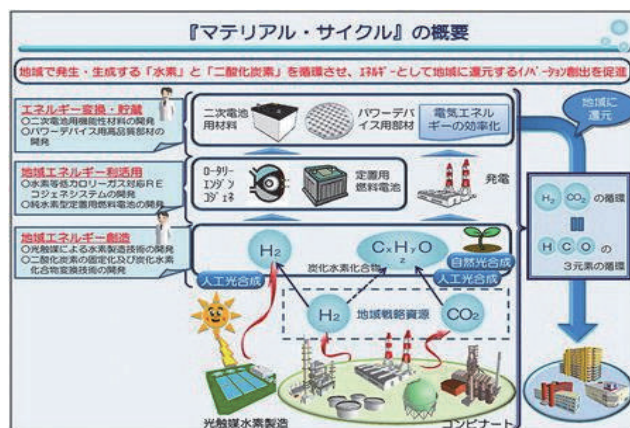 『マテリアル・サイクル』の概要
地域で発生・生成する「水素」と「二酸化炭素」を循環させ、エネルギーとして地域に還元するイノベーション創出を促進
エネルギー変換・貯蔵
○二次電池用機能性材料の開発
○パワーデバイス用高品質部材の
開発
二次電池
用材料
パワーデバイ
ス用部材
電気エネル
ギーの効率化
地域に
還元
地域エネルギー利活用
○水素等低カロリーガス対応RE
コジェネシステムの開発
○純水素型定置用燃料電池の開発
ロータリー
エンジン
コジェネ
定置用
燃料電池
発電
H₂ CO₂ の循環
H C O の
3元素の循環
地域エネルギー創造
○光触媒による水素製造技術の開発
○二酸化炭素の固定化及び炭化水素
化合物変換技術の開発
H₂
CxHyO
z
炭化水素化合物
自然光合成
人工光合成
人工光合成
H₂
地域戦略資源
CO₂
光触媒水素製造
コンビナート